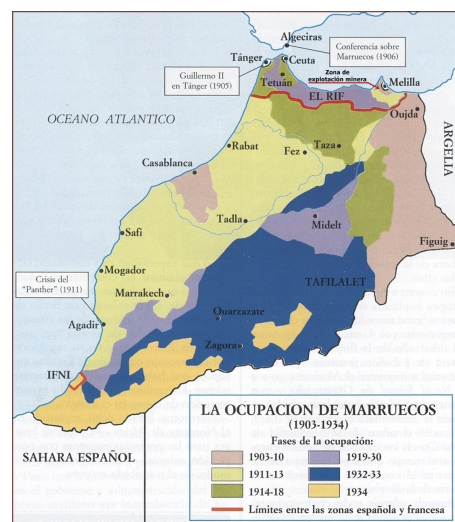 Algeciras
Conferencia sobre
Marruecos (1906)
Tánger
Ceuta
Guillermo II
en Tánger (1905)
Tetuán
Zona de
explotación minera
Melilla
EL RIF
Oujda
OCEANO ATLANTICO
ARGELIA
Rabat
Fez
Taza
Casablanca
Tadla
Midelt
Safi
Figuig
Mogador
Crisis del
"Panther" (1911)
Marrakech
TAFILALET
Agadir
Ouarzazate
Zagora
IFNI
SAHARA ESPAÑOL
LA OCUPACION DE MARRUECOS
(1903-1934)
Fases de la ocupación:
1903-10
1919-30
1911-13
1932-33
1914-18
1934
Límites entre las zonas española y francesa